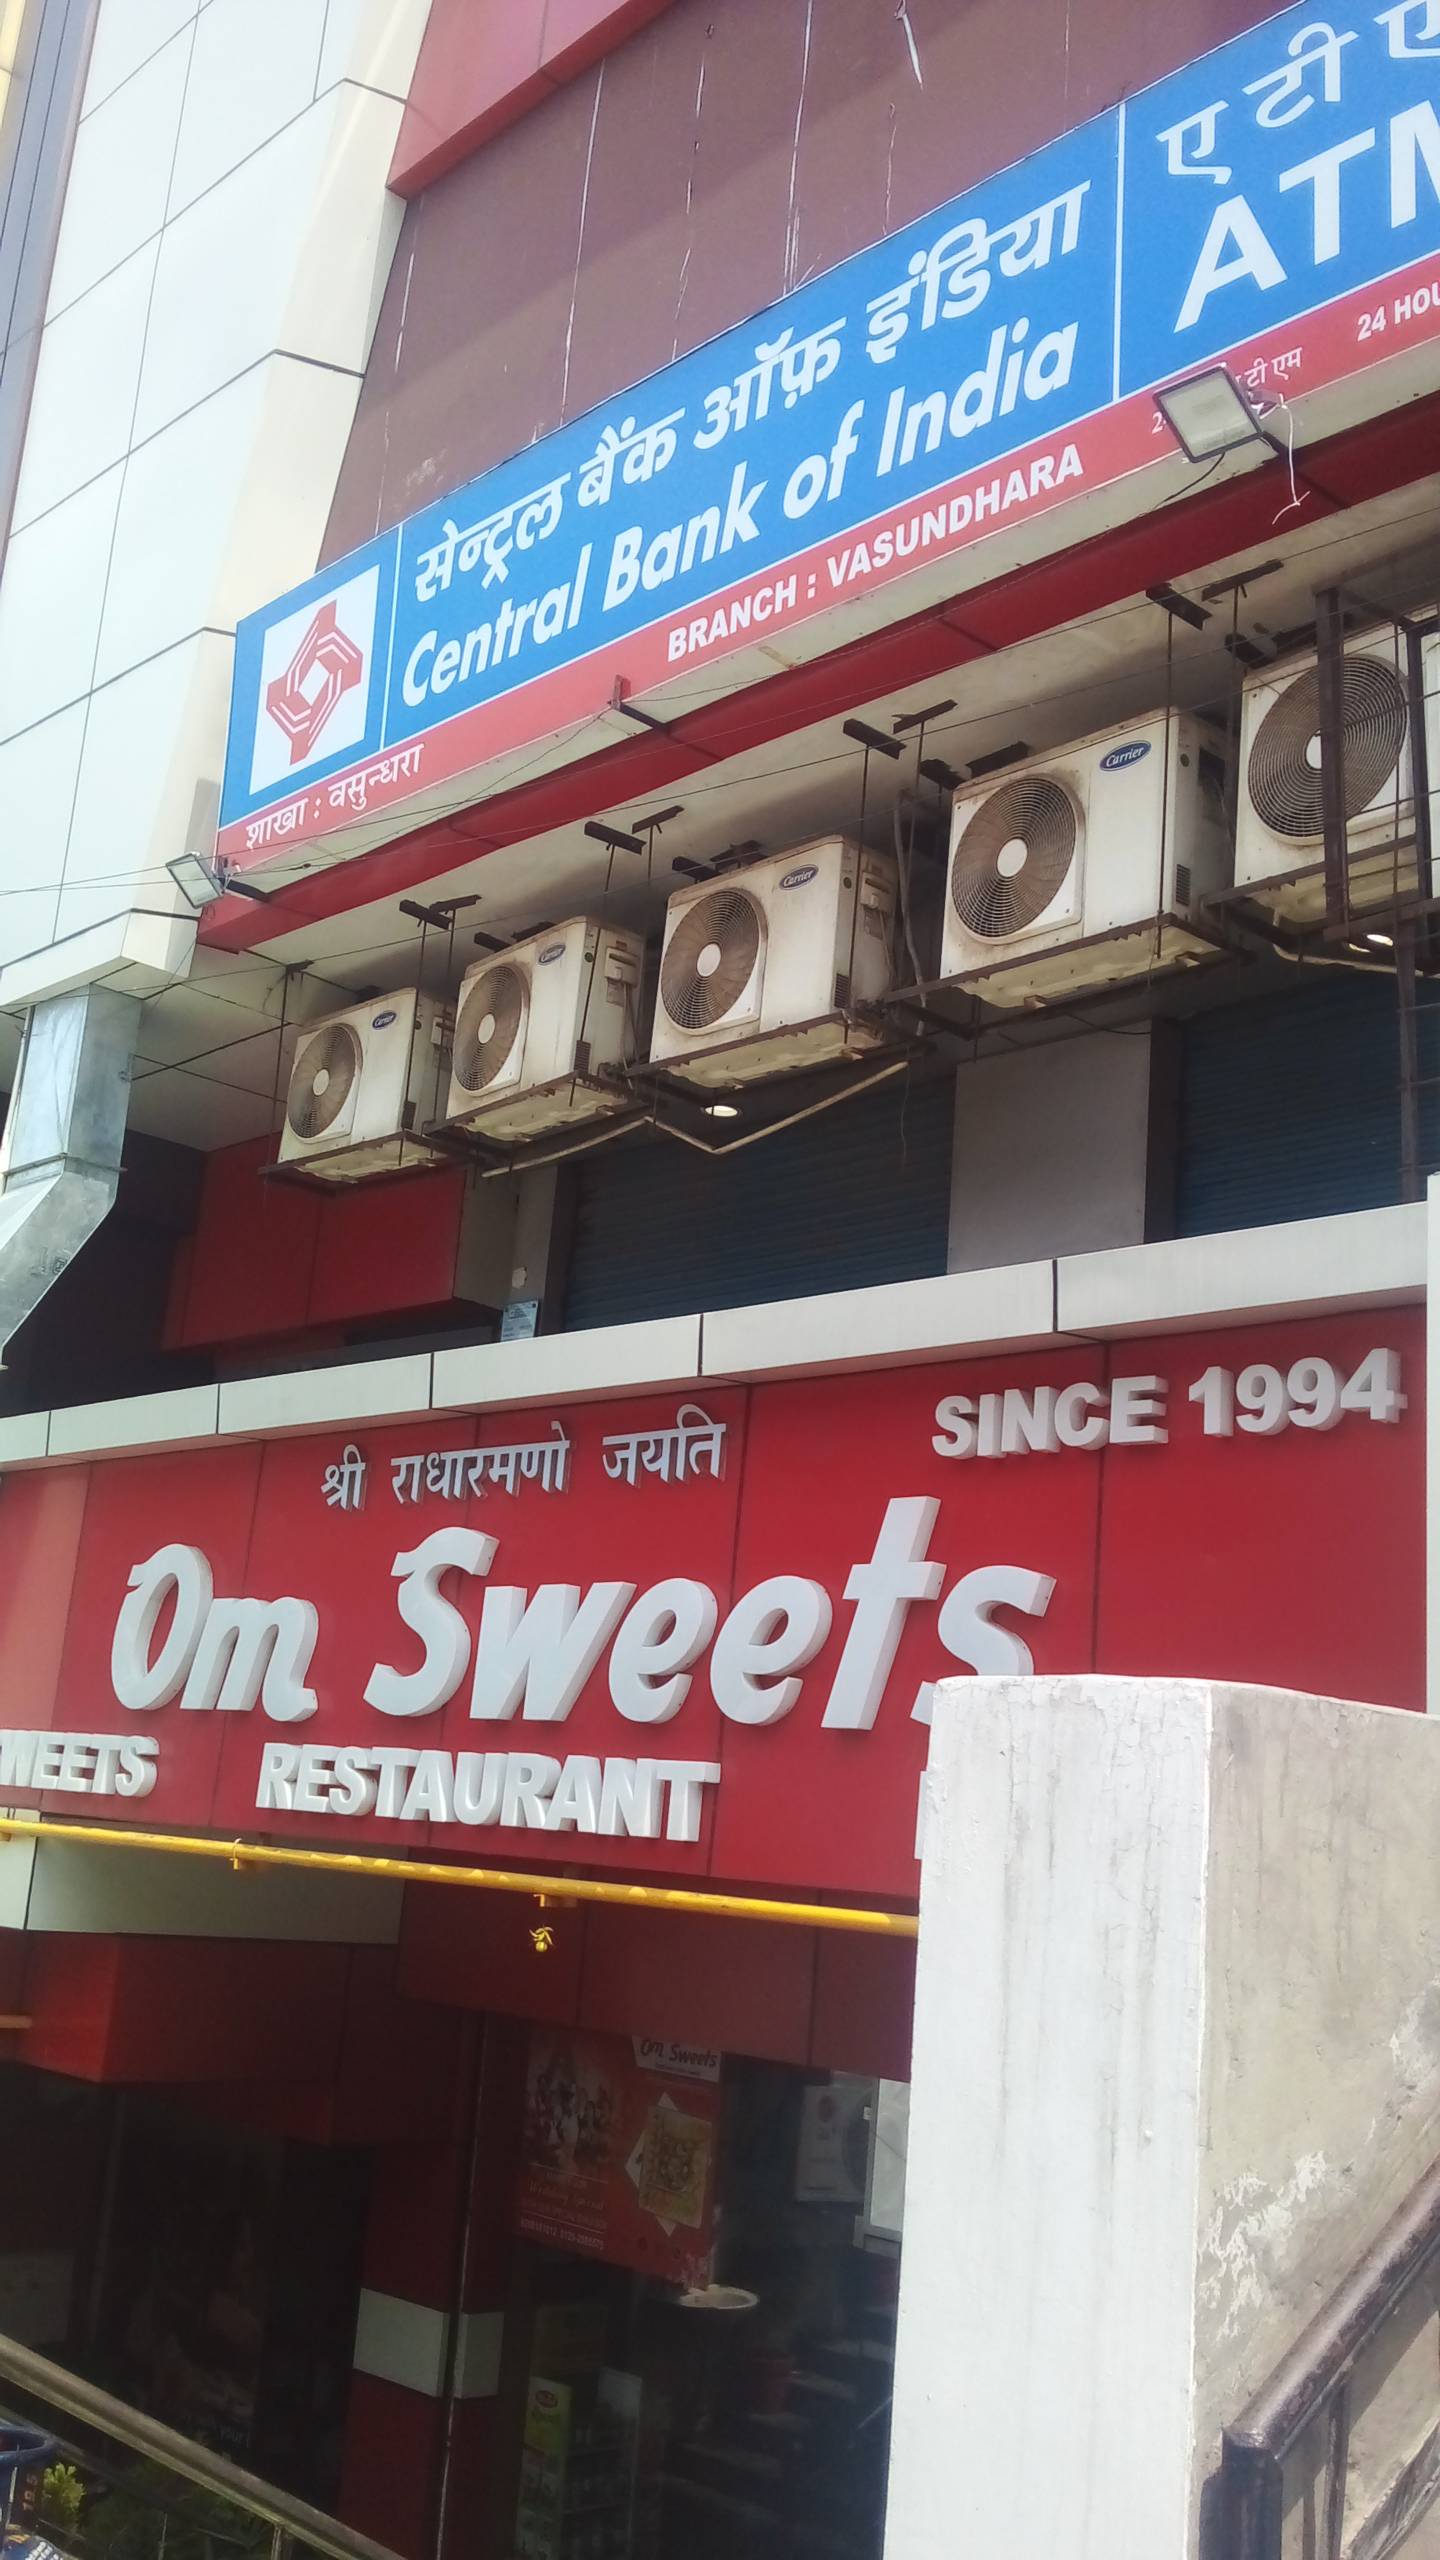 ए टी ए
ATM
सेन्ट्रल बैंक ऑफ़ इंडिया
Central Bank of India
24 HOU
टी एम
BRANCH : VASUNDHARA
शाखा : वसुन्धरा
Carrier
Carrier
Carrier
Carrier
SINCE 1994
श्री राधारमणो जयति
Om Sweets
WEETS RESTAURANT
Om Sweets